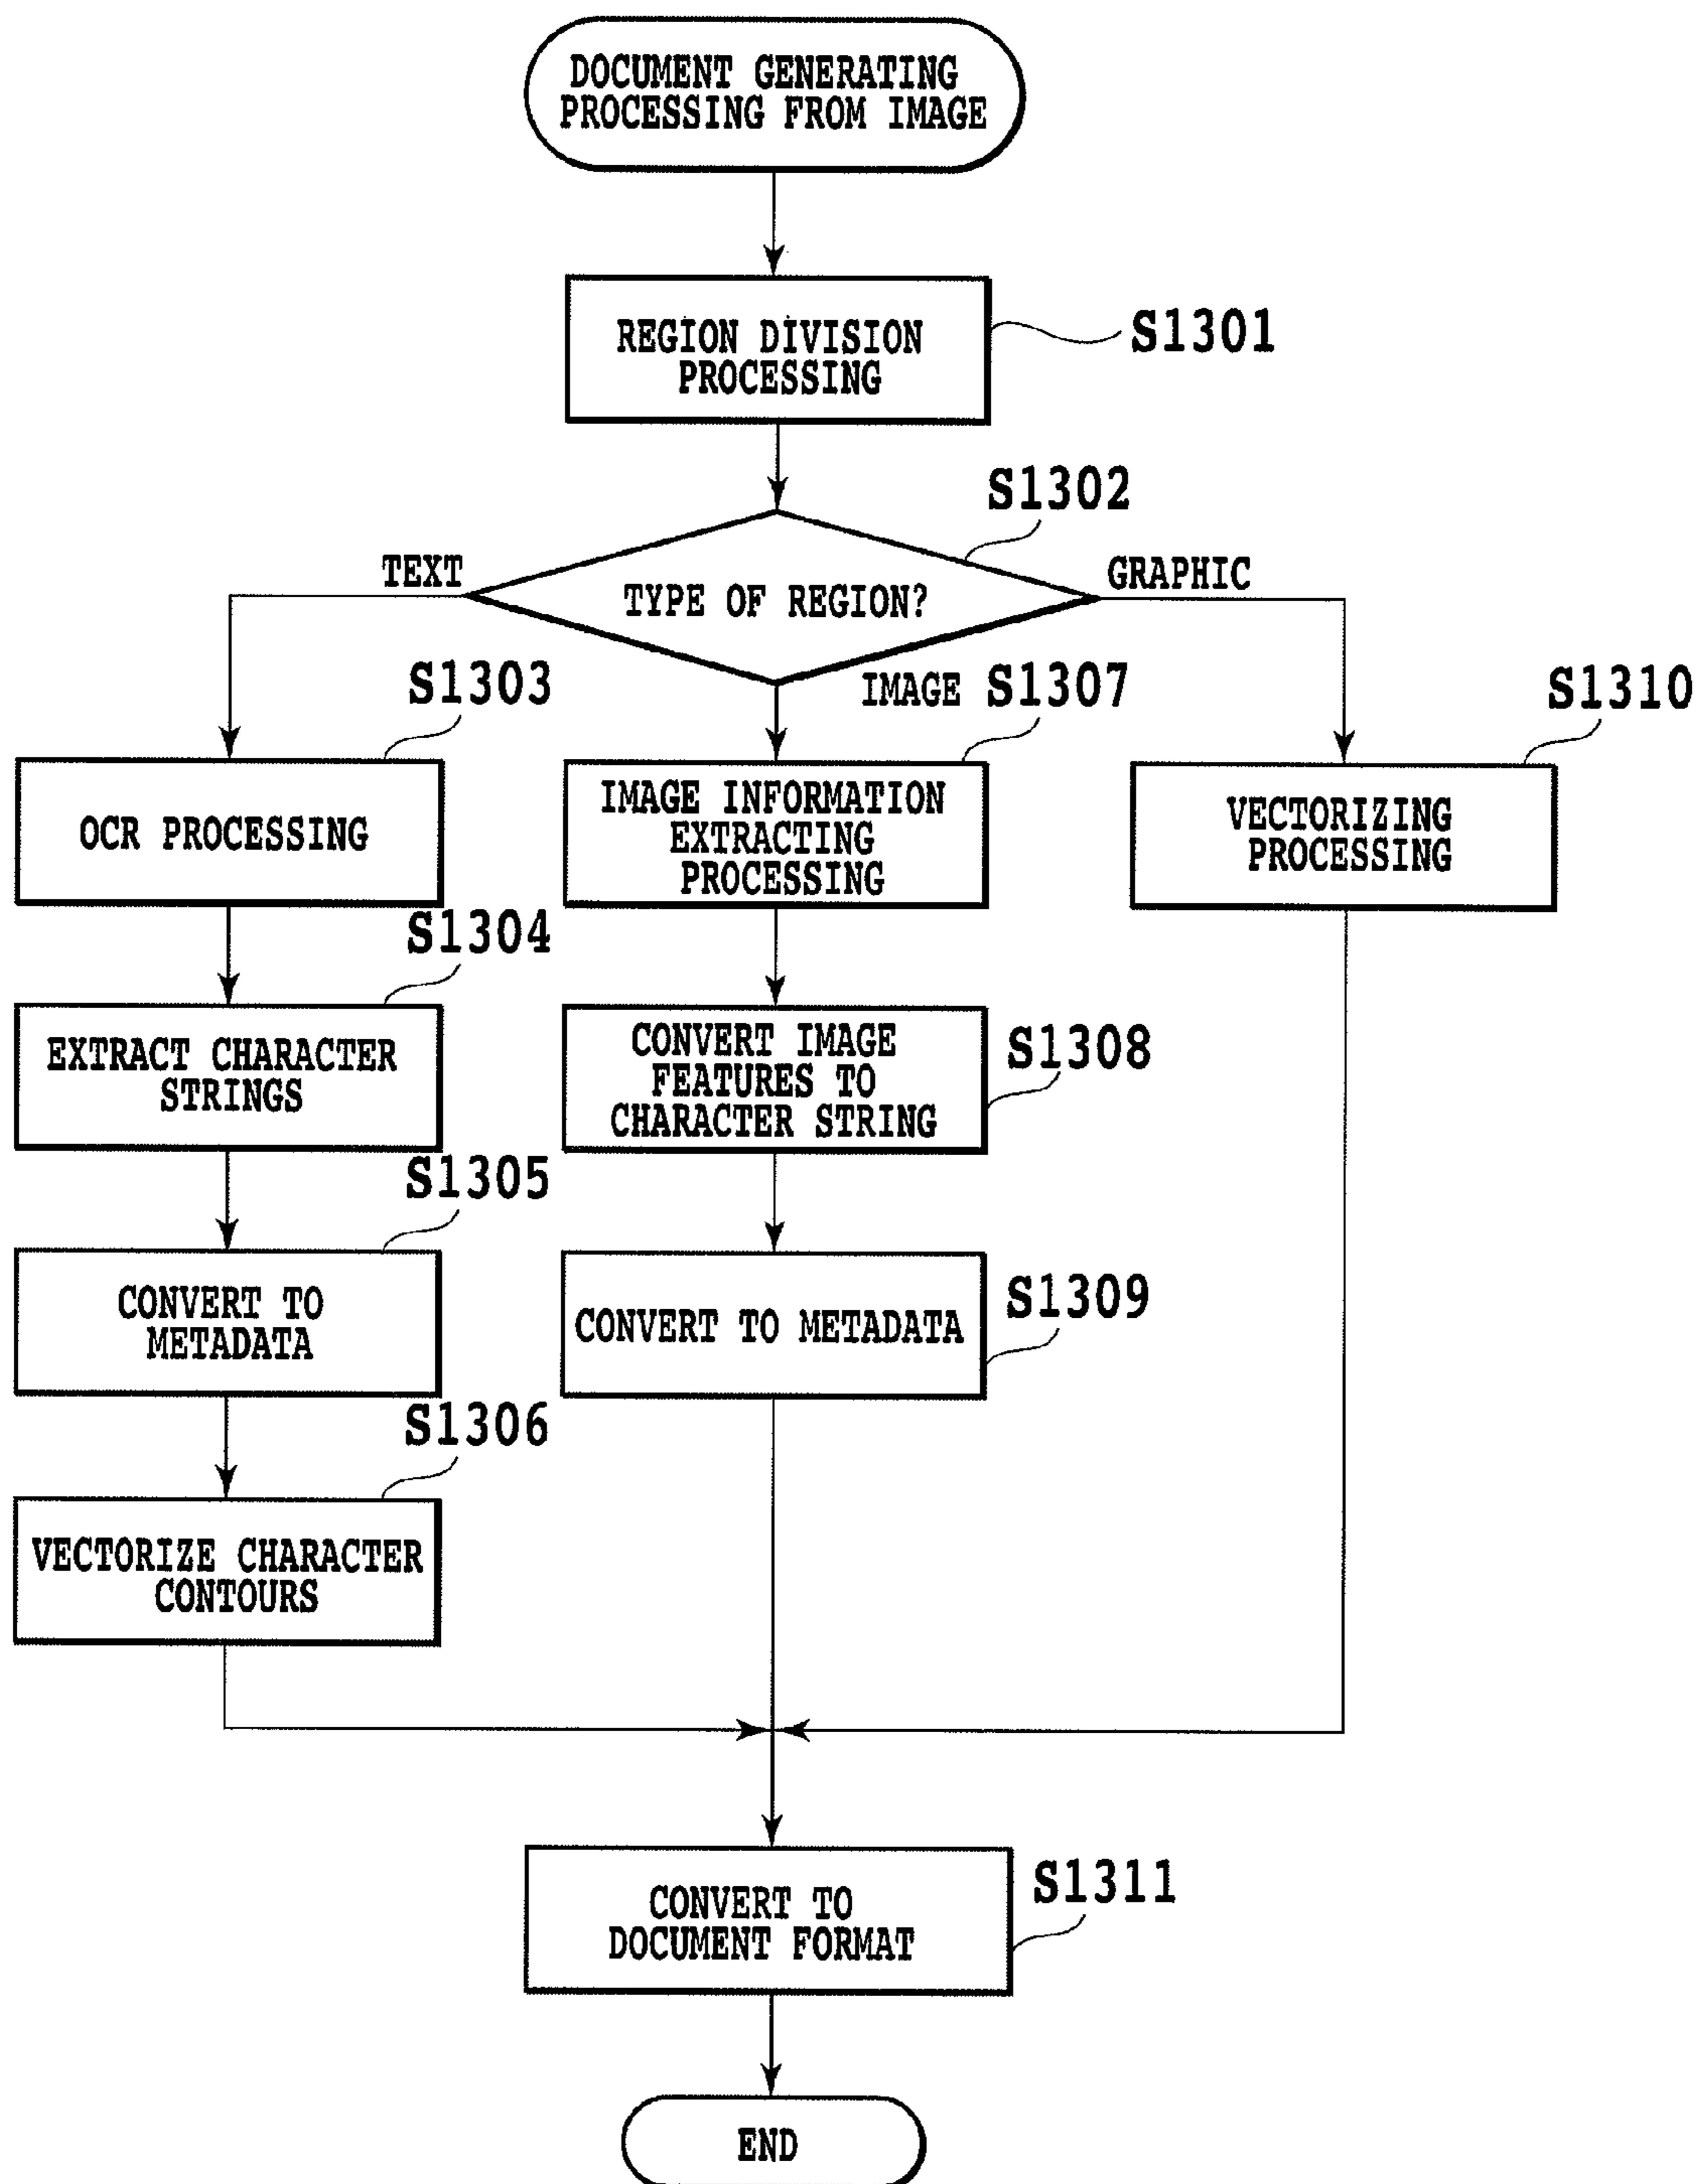 DOCUMENT GENERATING
PROCESSING FROM IMAGE
REGION DIVISION
PROCESSING
S1301
S1302
TEXT
TYPE OF REGION?
GRAPHIC
IMAGE
S1303
OCR PROCESSING
S1304
EXTRACT CHARACTER
STRINGS
S1305
CONVERT TO
METADATA
S1306
VECTORIZE CHARACTER
CONTOURS
S1307
IMAGE INFORMATION
EXTRACTING
PROCESSING
CONVERT IMAGE
FEATURES TO
CHARACTER STRING
S1308
CONVERT TO METADATA
S1309
S1310
VECTORIZING
PROCESSING
CONVERT TO
DOCUMENT FORMAT
S1311
END